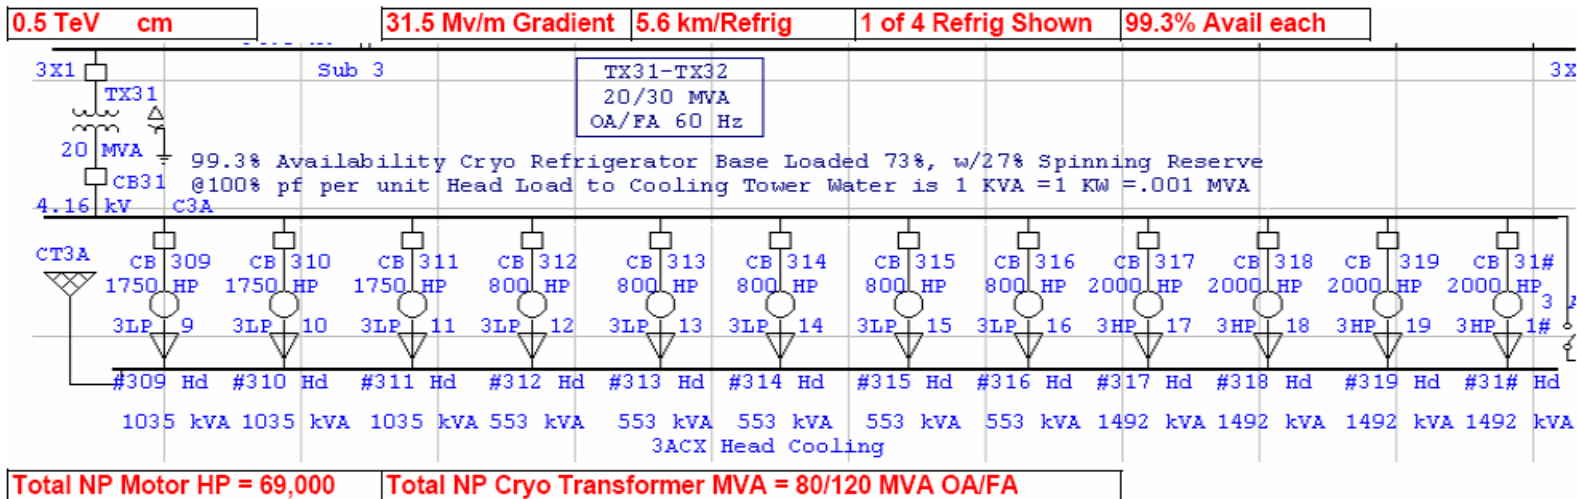 0.5 TeV cm 31.5 Mv/m Gradient 5.6 km/Refrig 1 of 4 Refrig Shown 99.3% Avail each
3X1 Sub 3 TX31-TX32 3X
TX31 20/30 MVA
OA/FA 60 Hz
20 MVA
99.3% Availability Cryo Refrigerator Base Loaded 73%, w/27% Spinning Reserve
CB31 @100% pf per unit Head Load to Cooling Tower Water is 1 KVA =1 KW =.001 MVA
4.16 kV C3A
CT3A CB 309 CB 310 CB 311 CB 312 CB 313 CB 314 CB 315 CB 316 CB 317 CB 318 CB 319 CB 31#
1750 HP 1750 HP 1750 HP 800 HP 800 HP 800 HP 800 HP 800 HP 2000 HP 2000 HP 2000 HP 2000 HP
3
3LP 9 3LP 10 3LP 11 3LP 12 3LP 13 3LP 14 3LP 15 3LP 16 3HP 17 3HP 18 3HP 19 3HP 1#
#309 Hd #310 Hd #311 Hd #312 Hd #313 Hd #314 Hd #315 Hd #316 Hd #317 Hd #318 Hd #319 Hd #31# Hd
1035 kVA 1035 kVA 1035 kVA 553 kVA 553 kVA 553 kVA 553 kVA 553 kVA 1492 kVA 1492 kVA 1492 kVA 1492 kVA
3ACX Head Cooling
Total NP Motor HP = 69,000 Total NP Cryo Transformer MVA = 80/120 MVA OA/FA